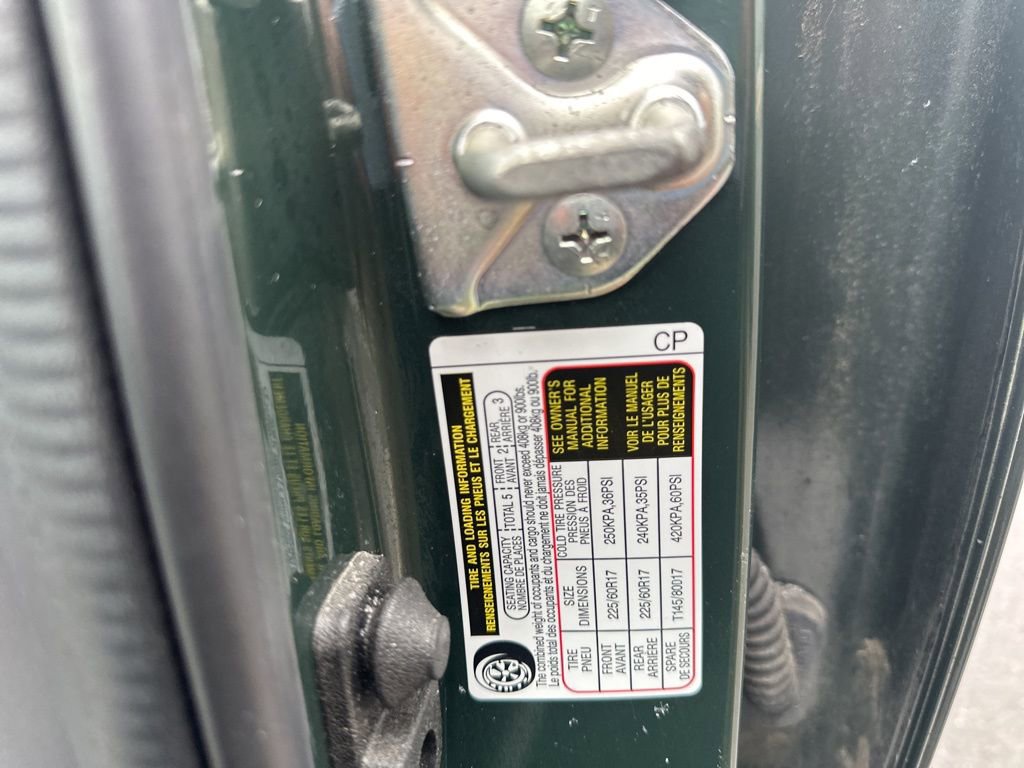 TIRE AND LOADING INFORMATION
RENSEIGNEMENTS SUR LES PNEUS ET LE CHARGEMENT
SEATING CAPACITY TOTAL 5 FRONT 2 REAR 3
NOMBRE DE PLACES AVANT ARRIÈRE
The combined weight of occupants and cargo should never exceed 408kg or 900lbs.
Le poids total des occupants et du chargement ne doit jamais dépasser 408kg ou 900lb.
TIRE SIZE COLD TIRE PRESSURE
PNEU DIMENSIONS PRESSION DES PNEUS À FROID
FRONT 225/60R17 250KPA,36PSI
AVANT
REAR 225/60R17 240KPA,35PSI
ARRIÈRE
SPARE T145/80D17 420KPA,60PSI
DE SECOURS
SEE OWNER'S
MANUAL FOR
ADDITIONAL
INFORMATION
VOIR LE MANUEL
DE L'USAGER
POUR PLUS DE
RENSEIGNEMENTS
CP